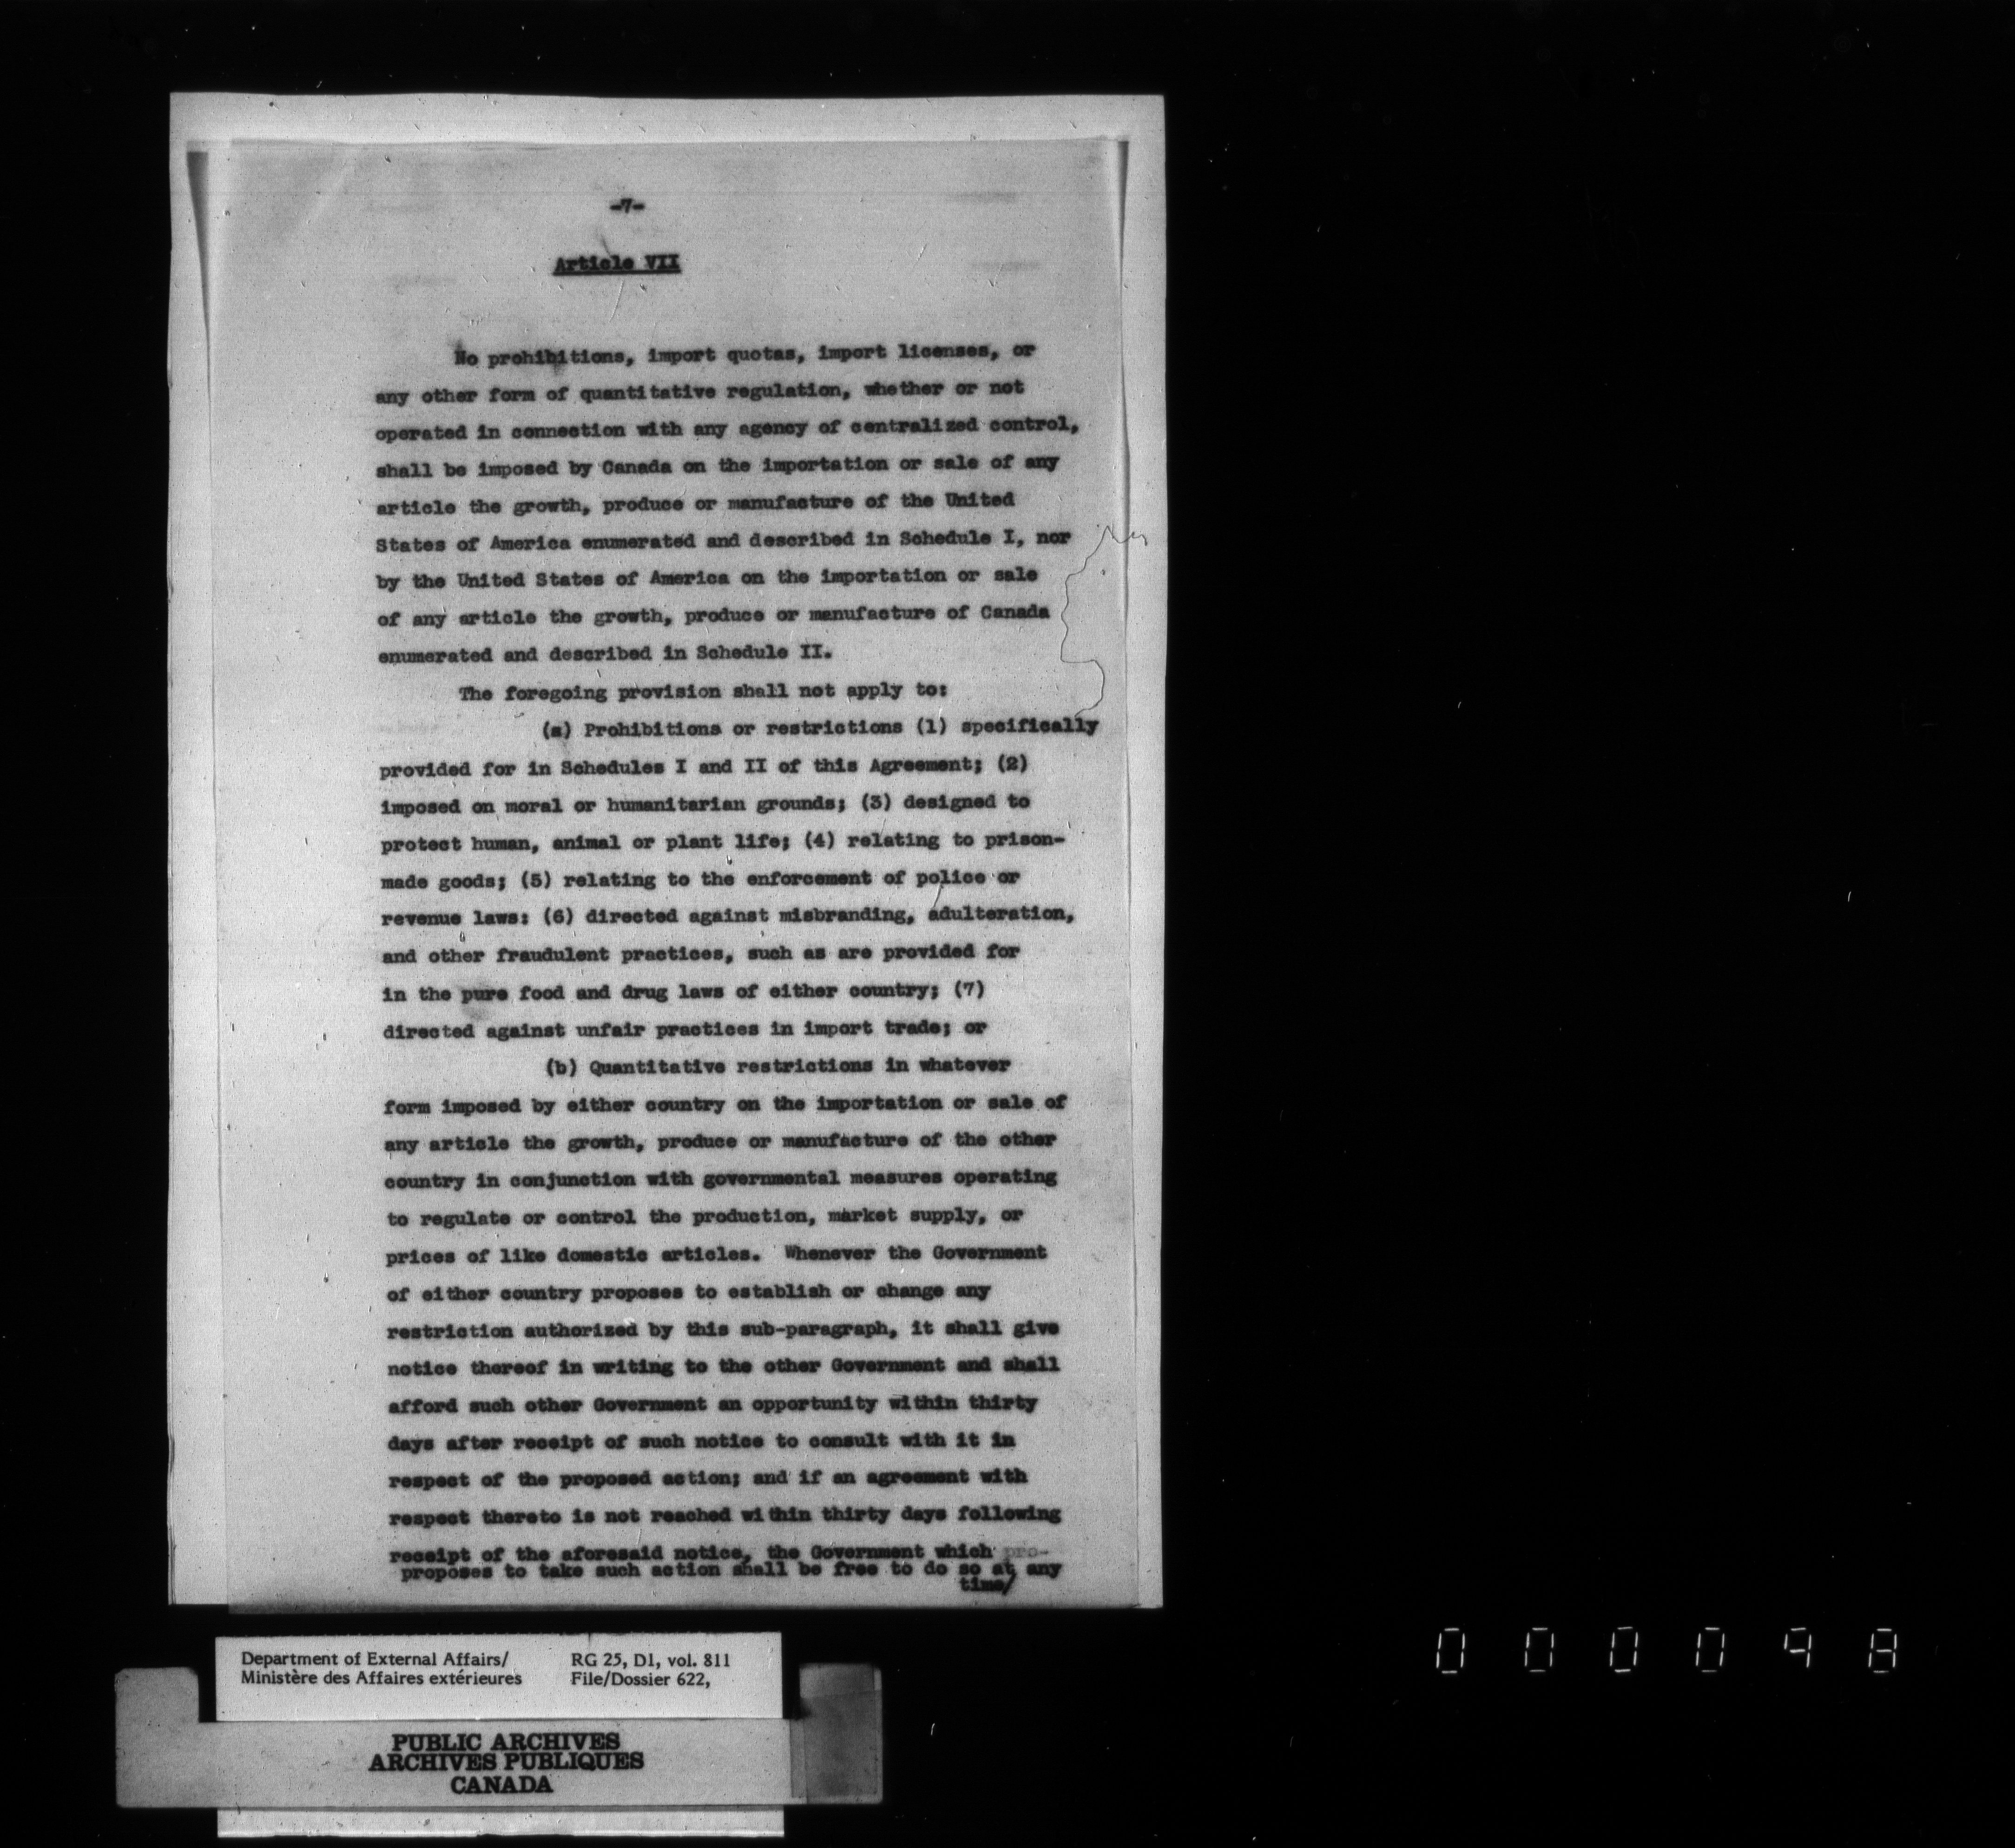 -7-
Article VII
No prohibitions, import quotas, import licenses, or
any other form of quantitative regulation, whether or not
operated in connection with any agency of centralized control,
shall be imposed by Canada on the importation or sale of any
article the growth, produce or manufacture of the United
States of America enumerated and described in Schedule I, nor
by the United States of America on the importation or sale
of any article the growth, produce or manufacture of Canada
enumerated and described in Schedule II.
The foregoing provision shall not apply to:
(a) Prohibitions or restrictions (1) specifically
provided for in Schedules I and II of this Agreement; (2)
imposed on moral or humanitarian grounds; (3) designed to
protect human, animal or plant life; (4) relating to prison-
made goods; (5) relating to the enforcement of police or
revenue laws: (6) directed against misbranding, adulteration,
and other fraudulent practices, such as are provided for
in the pure food and drug laws of either country; (7)
directed against unfair practices in import trade; or
(b) Quantitative restrictions in whatever
form imposed by either country on the importation or sale of
any article the growth, produce or manufacture of the other
country in conjunction with governmental measures operating
to regulate or control the production, market supply, or
prices of like domestic articles. Whenever the Government
of either country proposes to establish or change any
restriction authorized by this sub-paragraph, it shall give
notice thereof in writing to the other Government and shall
afford such other Government an opportunity within thirty
days after receipt of such notice to consult with it in
respect of the proposed action; and if an agreement with
respect thereto is not reached within thirty days following
receipt of the aforesaid notice, the Government which pro-
proposes to take such action shall be free to do so at any
time/
Department of External Affairs/ RG 25, D1, vol. 811
Ministère des Affaires extérieures File/Dossier 622,
PUBLIC ARCHIVES
ARCHIVES PUBLIQUES
CANADA
000098